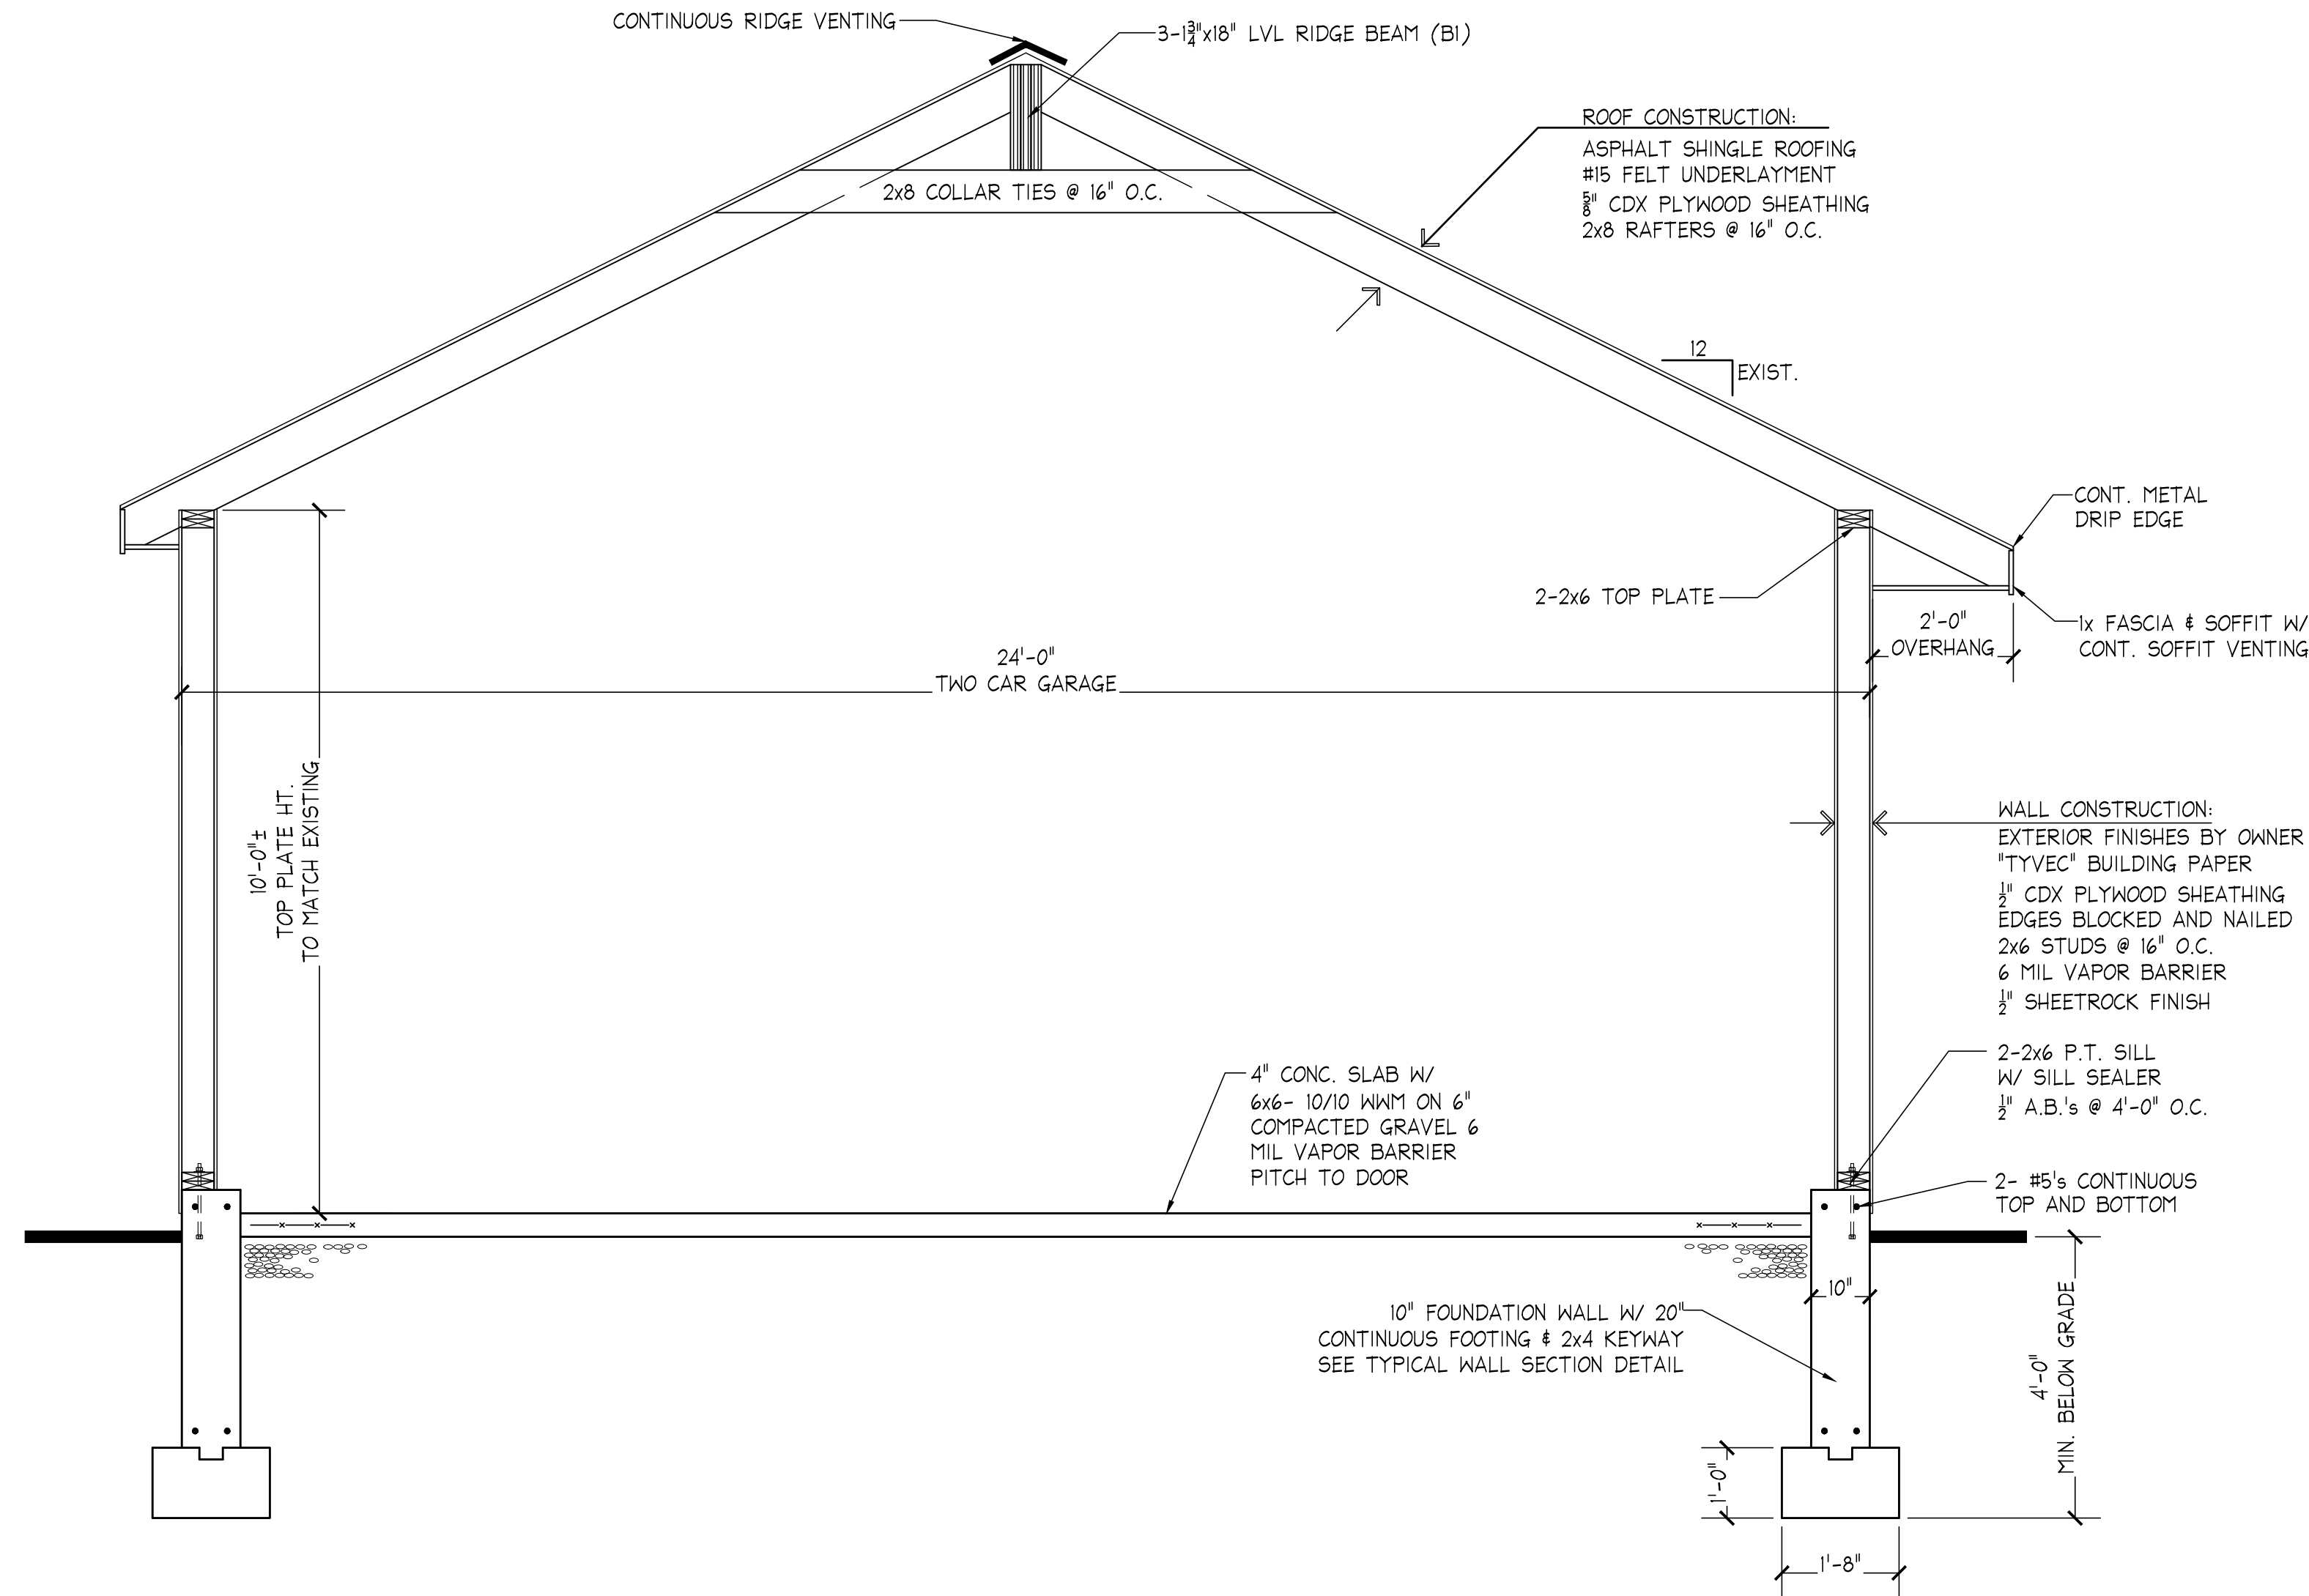 CONTINUOUS RIDGE VENTING
3-1¾"x18" LVL RIDGE BEAM (B1)
ROOF CONSTRUCTION:
ASPHALT SHINGLE ROOFING
#15 FELT UNDERLAYMENT
⅝" CDX PLYWOOD SHEATHING
2x8 RAFTERS @ 16" O.C.
2x8 COLLAR TIES @ 16" O.C.
12
EXIST.
CONT. METAL
DRIP EDGE
2-2x6 TOP PLATE
2'-0"
OVERHANG
1x FASCIA & SOFFIT W/
CONT. SOFFIT VENTING
24'-0"
TWO CAR GARAGE
10'-0"±
TOP PLATE HT.
TO MATCH EXISTING
WALL CONSTRUCTION:
EXTERIOR FINISHES BY OWNER
"TYVEC" BUILDING PAPER
½" CDX PLYWOOD SHEATHING
EDGES BLOCKED AND NAILED
2x6 STUDS @ 16" O.C.
6 MIL VAPOR BARRIER
½" SHEETROCK FINISH
2-2x6 P.T. SILL
W/ SILL SEALER
½" A.B.'s @ 4'-0" O.C.
4" CONC. SLAB W/
6x6- 10/10 WWM ON 6"
COMPACTED GRAVEL 6
MIL VAPOR BARRIER
PITCH TO DOOR
2- #5's CONTINUOUS
TOP AND BOTTOM
10"
10" FOUNDATION WALL W/ 20"
CONTINUOUS FOOTING & 2x4 KEYWAY
SEE TYPICAL WALL SECTION DETAIL
4'-0"
MIN. BELOW GRADE
1'-0"
1'-8"